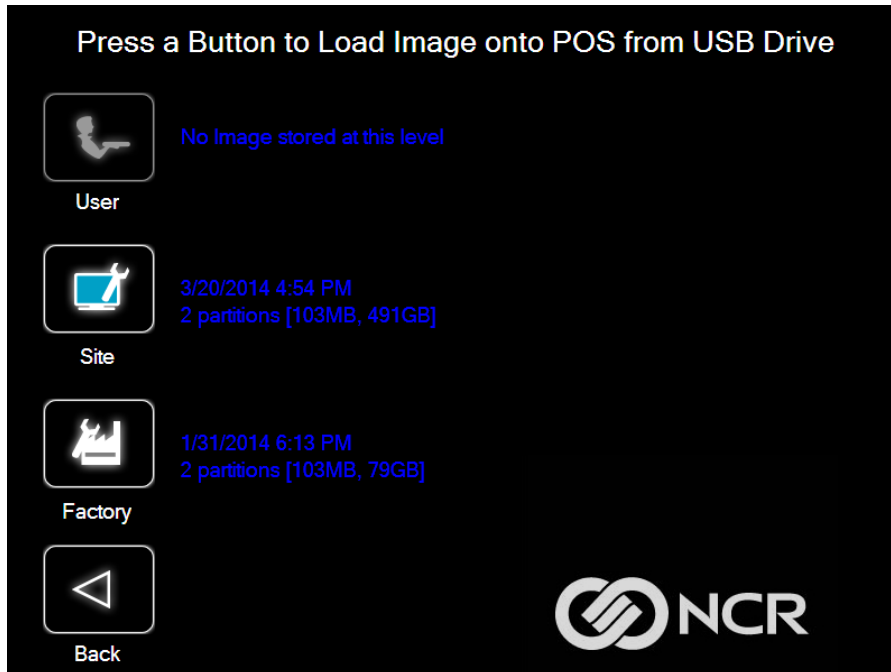 Press a Button to Load Image onto POS from USB Drive
No Image stored at this level
User
3/20/2014 4:54 PM
2 partitions [103MB, 491GB]
Site
1/31/2014 6:13 PM
2 partitions [103MB, 79GB]
Factory
Back
NCR